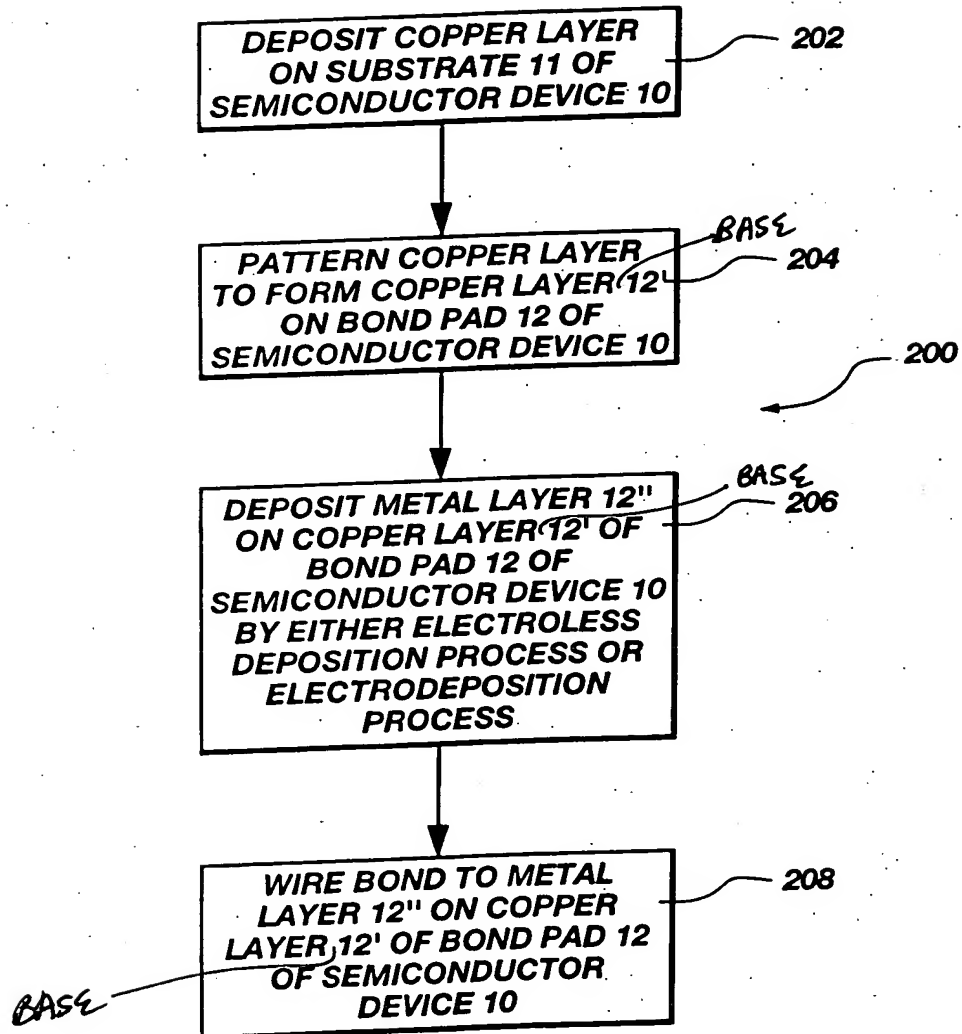 DEPOSIT COPPER LAYER
ON SUBSTRATE 11 OF
SEMICONDUCTOR DEVICE 10
202
BASE
PATTERN COPPER LAYER
TO FORM COPPER LAYER 12'
ON BOND PAD 12 OF
SEMICONDUCTOR DEVICE 10
204
200
BASE
DEPOSIT METAL LAYER 12"
ON COPPER LAYER 12' OF
BOND PAD 12 OF
SEMICONDUCTOR DEVICE 10
BY EITHER ELECTROLESS
DEPOSITION PROCESS OR
ELECTRODEPOSITION
PROCESS
206
WIRE BOND TO METAL
LAYER 12" ON COPPER
LAYER 12' OF BOND PAD 12
OF SEMICONDUCTOR
DEVICE 10
208
BASE